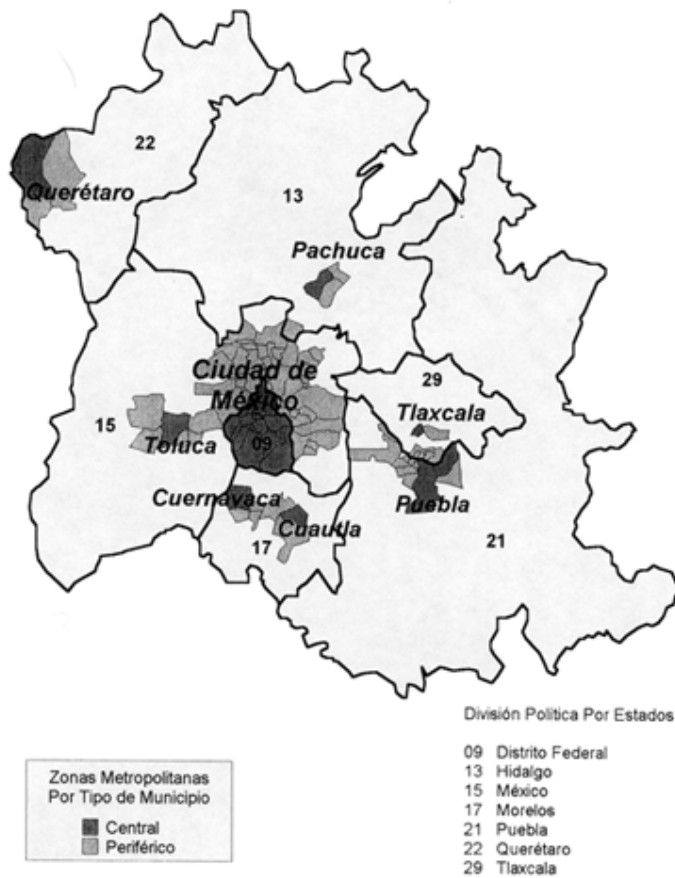 22
Querétaro
13
Pachuca
Ciudad de
México
29
Tlaxcala
15
Toluca
09
Cuernavaca
Puebla
Cuautla
17
21
División Política Por Estados
09 Distrito Federal
13 Hidalgo
15 México
17 Morelos
21 Puebla
22 Querétaro
29 Tlaxcala
Zonas Metropolitanas
Por Tipo de Municipio
Central
Periférico